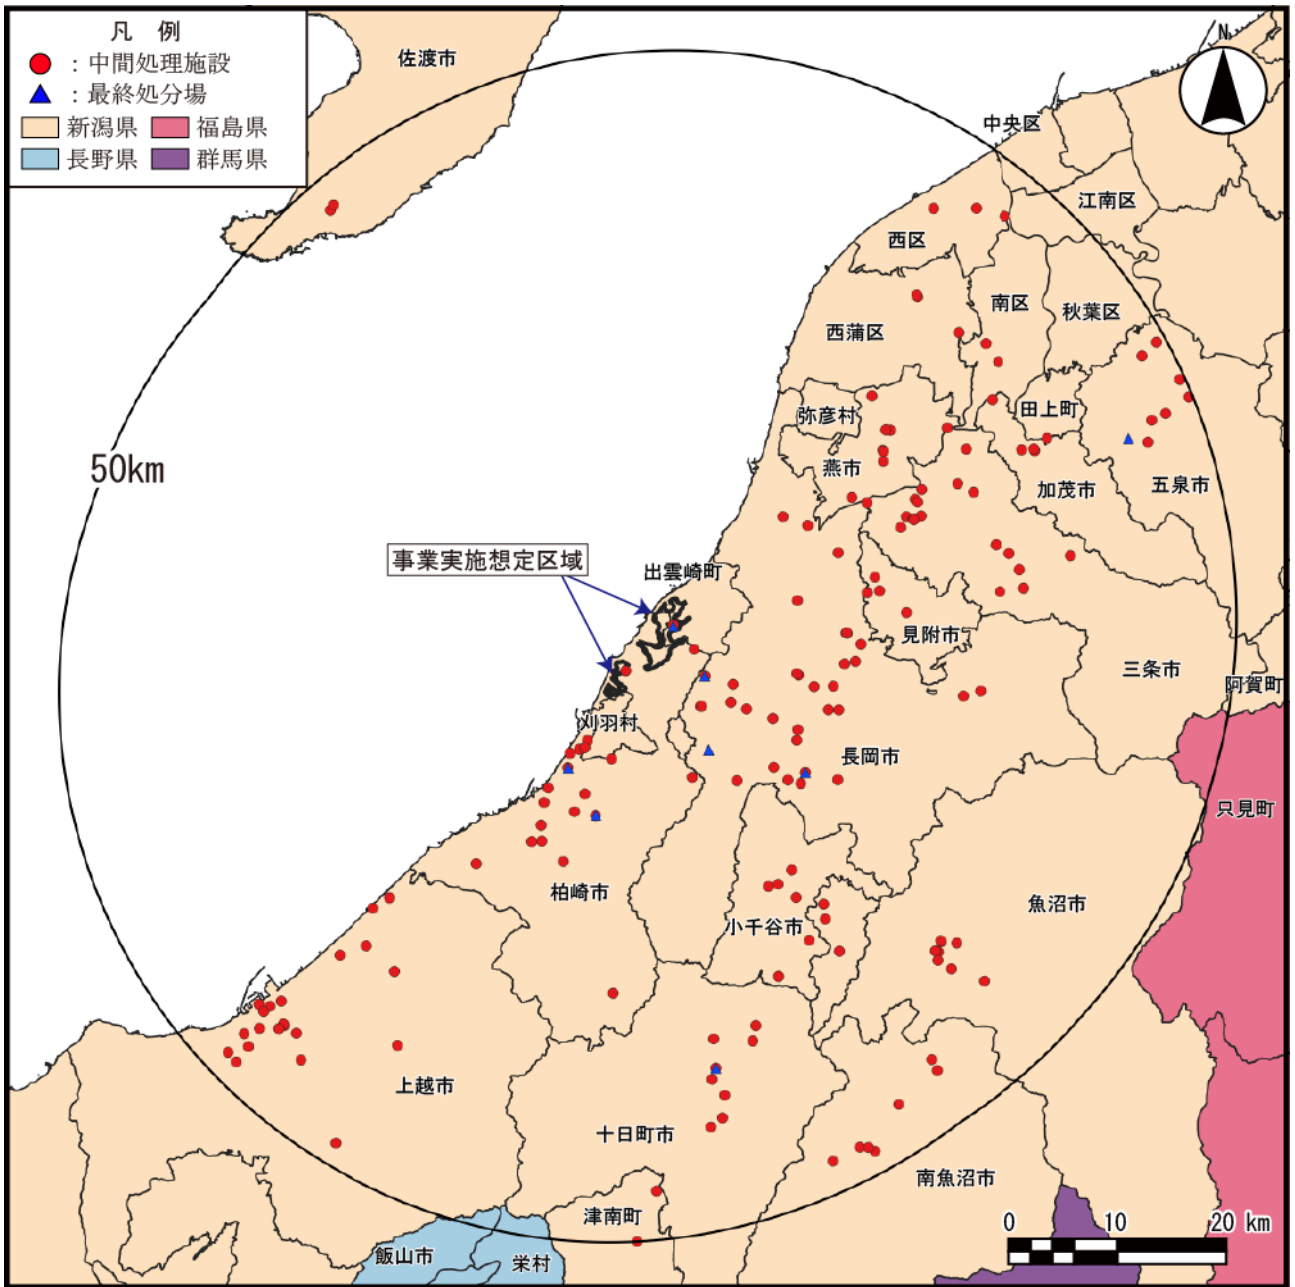 凡 例
：中間処理施設
：最終処分場
新潟県 福島県
長野県 群馬県
佐渡市
N
中央区
江南区
西区
南区
秋葉区
西蒲区
弥彦村
田上町
燕市
加茂市
五泉市
50km
事業実施想定区域
出雲崎町
見附市
三条市
阿賀町
刈羽村
長岡市
只見町
柏崎市
小千谷市
魚沼市
上越市
十日町市
南魚沼市
津南町
飯山市
栄村
0 10 20 km